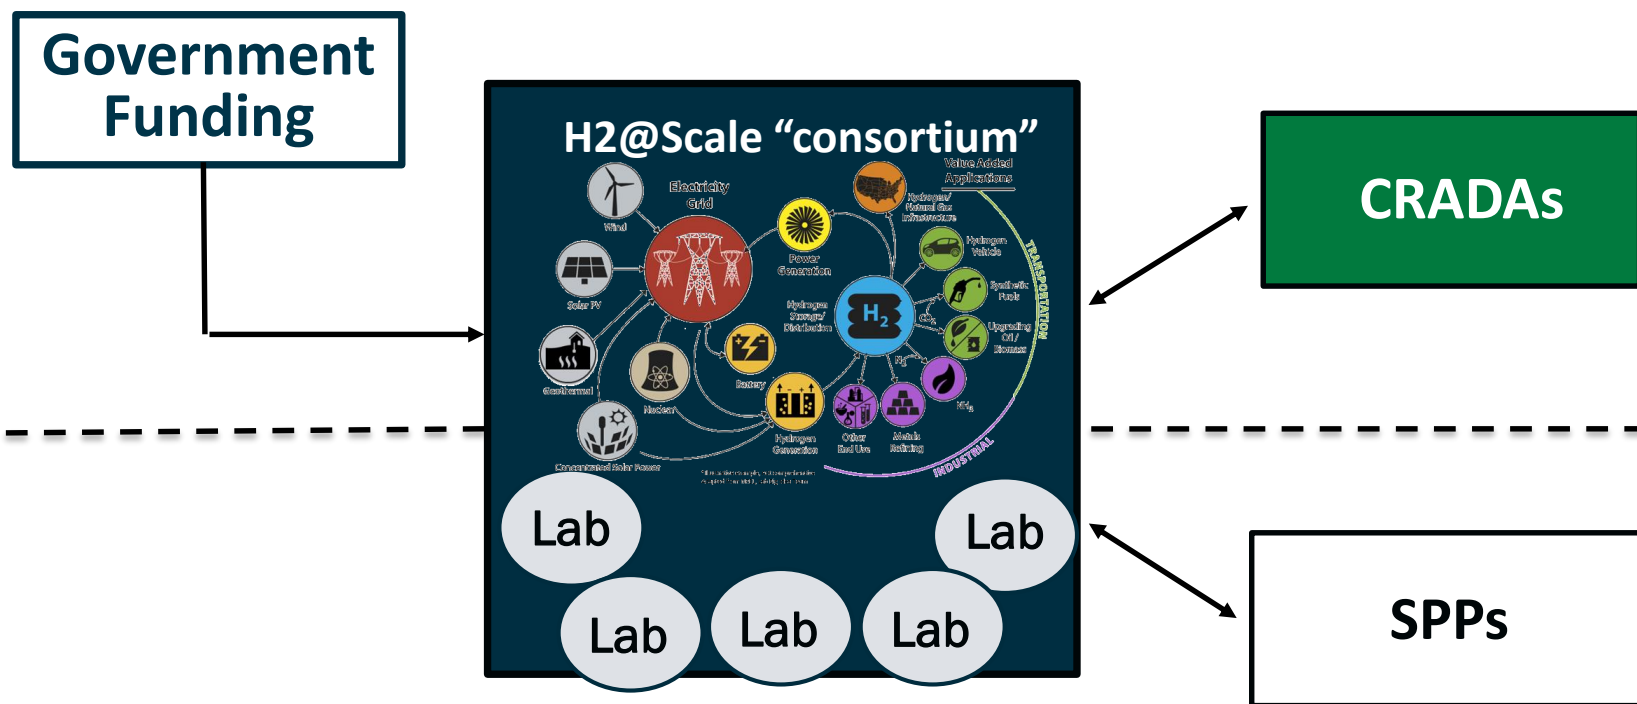 Government
Funding
H2@Scale “consortium”
Value Added
Applications
Electricity
Grid
Hydrogen/
Natural Gas
Infrastructure
Wind
Power
Generation
Hydrogen
Vehicle
TRANSPORTATION
Solar PV
Hydrogen
Storage/
Distribution
H2
Synthetic
Fuels
CO2
Upgrading
Oil /
Biomass
N2
Geothermal
Nuclear
Battery
NH3
Hydrogen
Generation
Other
End Use
Metals
Refining
INDUSTRIAL
Concentrated Solar Power
Lab
Lab
Lab
Lab
Lab
CRADAs
SPPs